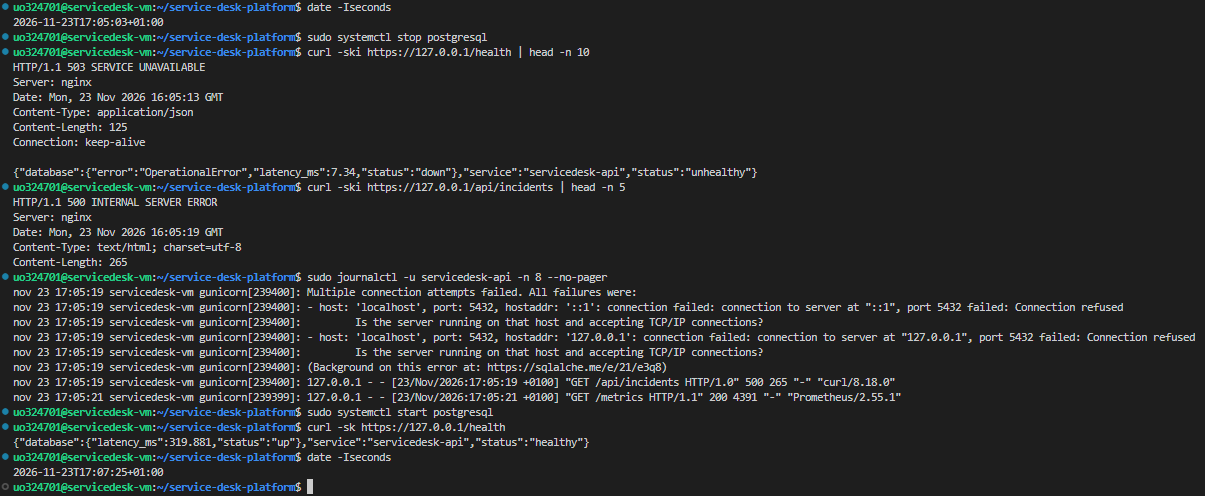 uo324701@servicedesk-vm:~/service-desk-platform$ date -Iseconds
2026-11-23T17:05:03+01:00
uo324701@servicedesk-vm:~/service-desk-platform$ sudo systemctl stop postgresql
uo324701@servicedesk-vm:~/service-desk-platform$ curl -ski https://127.0.0.1/health | head -n 10
HTTP/1.1 503 SERVICE UNAVAILABLE
Server: nginx
Date: Mon, 23 Nov 2026 16:05:13 GMT
Content-Type: application/json
Content-Length: 125
Connection: keep-alive

{"database":{"error":"OperationalError","latency_ms":7.34,"status":"down"},"service":"servicedesk-api","status":"unhealthy"}
uo324701@servicedesk-vm:~/service-desk-platform$ curl -ski https://127.0.0.1/api/incidents | head -n 5
HTTP/1.1 500 INTERNAL SERVER ERROR
Server: nginx
Date: Mon, 23 Nov 2026 16:05:19 GMT
Content-Type: text/html; charset=utf-8
Content-Length: 265
uo324701@servicedesk-vm:~/service-desk-platform$ sudo journalctl -u servicedesk-api -n 8 --no-pager
nov 23 17:05:19 servicedesk-vm gunicorn[239400]: Multiple connection attempts failed. All failures were:
nov 23 17:05:19 servicedesk-vm gunicorn[239400]: - host: 'localhost', port: 5432, hostaddr: '::1': connection failed: connection to server at "::1", port 5432 failed: Connection refused
nov 23 17:05:19 servicedesk-vm gunicorn[239400]:         Is the server running on that host and accepting TCP/IP connections?
nov 23 17:05:19 servicedesk-vm gunicorn[239400]: - host: 'localhost', port: 5432, hostaddr: '127.0.0.1': connection failed: connection to server at "127.0.0.1", port 5432 failed: Connection refused
nov 23 17:05:19 servicedesk-vm gunicorn[239400]:         Is the server running on that host and accepting TCP/IP connections?
nov 23 17:05:19 servicedesk-vm gunicorn[239400]: (Background on this error at: https://sqlalche.me/e/21/e3q8)
nov 23 17:05:19 servicedesk-vm gunicorn[239400]: 127.0.0.1 - - [23/Nov/2026:17:05:19 +0100] "GET /api/incidents HTTP/1.0" 500 265 "-" "curl/8.18.0"
nov 23 17:05:21 servicedesk-vm gunicorn[239399]: 127.0.0.1 - - [23/Nov/2026:17:05:21 +0100] "GET /metrics HTTP/1.1" 200 4391 "-" "Prometheus/2.55.1"
uo324701@servicedesk-vm:~/service-desk-platform$ sudo systemctl start postgresql
uo324701@servicedesk-vm:~/service-desk-platform$ curl -sk https://127.0.0.1/health
{"database":{"latency_ms":319.881,"status":"up"},"service":"servicedesk-api","status":"healthy"}
uo324701@servicedesk-vm:~/service-desk-platform$ date -Iseconds
2026-11-23T17:07:25+01:00
uo324701@servicedesk-vm:~/service-desk-platform$